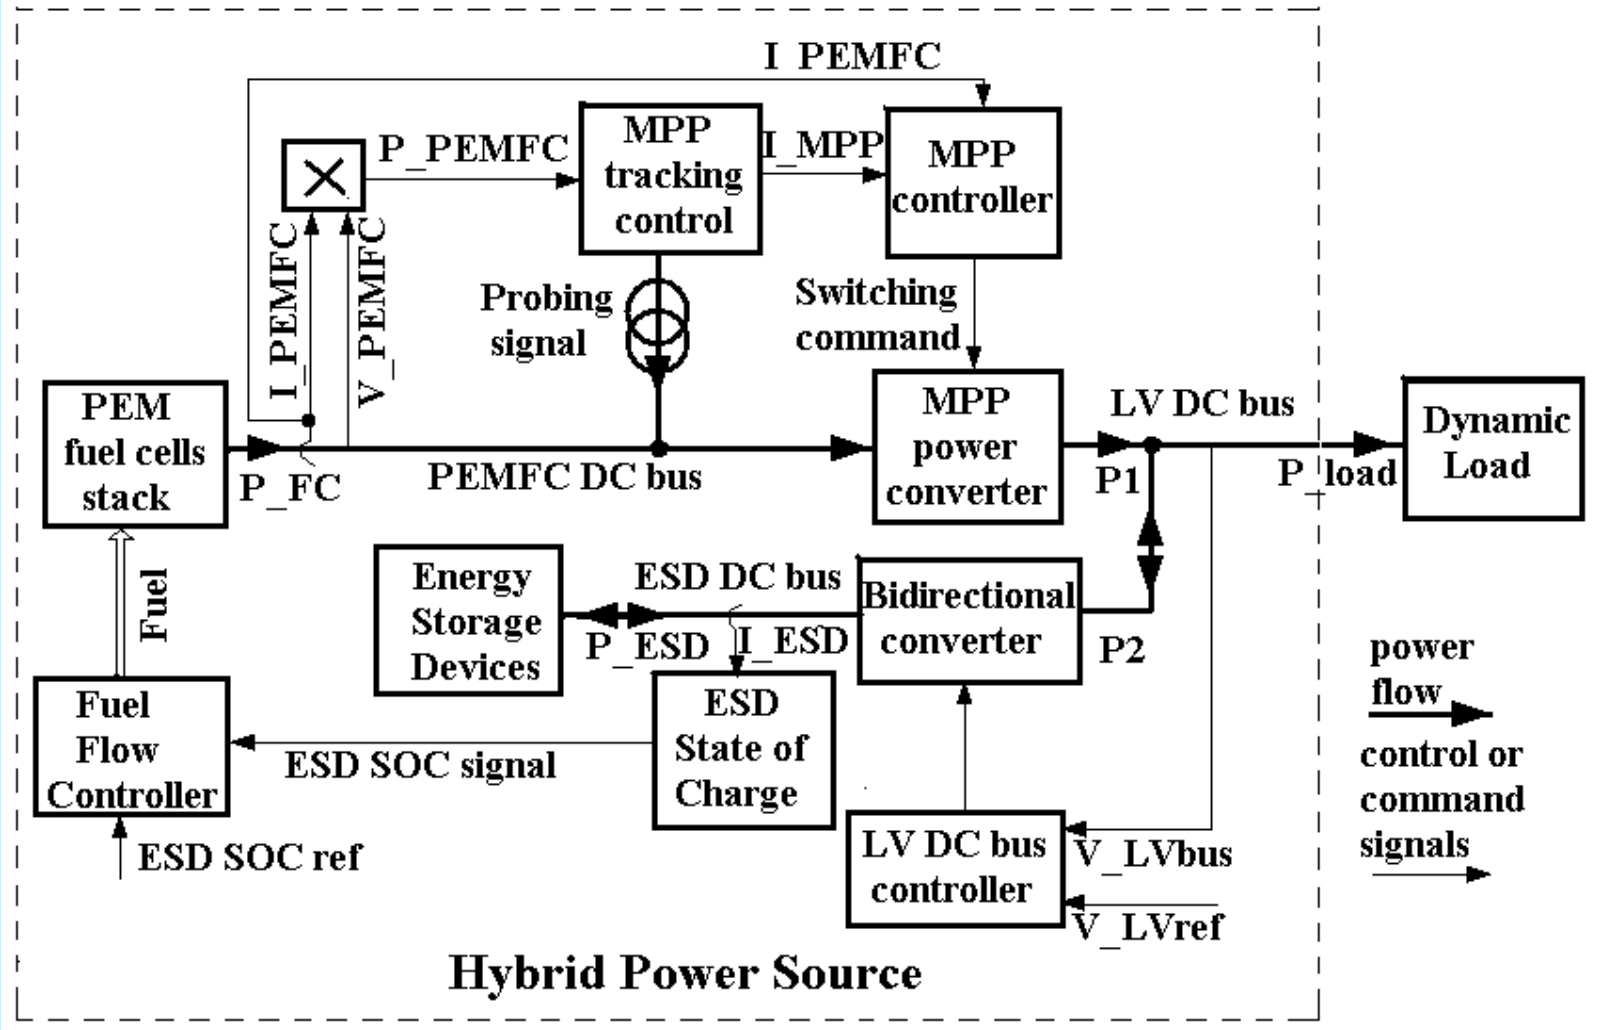 I_PEMFC
P_PEMFC
MPP
tracking
control
I_MPP
MPP
controller
I_PEMFC
V_PEMFC
Probing
signal
Switching
command
PEM
fuel cells
stack
P_FC
PEMFC DC bus
MPP
power
converter
LV DC bus
P1
P_load
Dynamic
Load
Fuel
Energy
Storage
Devices
ESD DC bus
P_ESD
I_ESD
Bidirectional
converter
P2
power
flow
control or
command
signals
Fuel
Flow
Controller
ESD SOC signal
ESD
State of
Charge
ESD SOC ref
LV DC bus
controller
V_LVbus
V_LVref
Hybrid Power Source